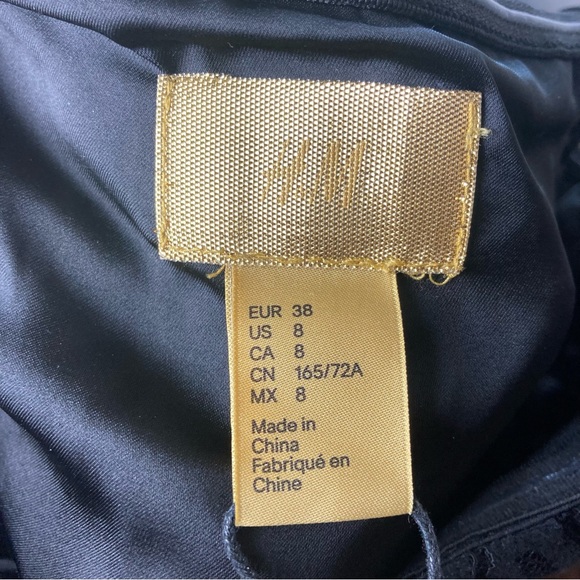 H&M
EUR 38
US 8
CA 8
CN 165/72A
MX 8
Made in
China
Fabriqué en
Chine